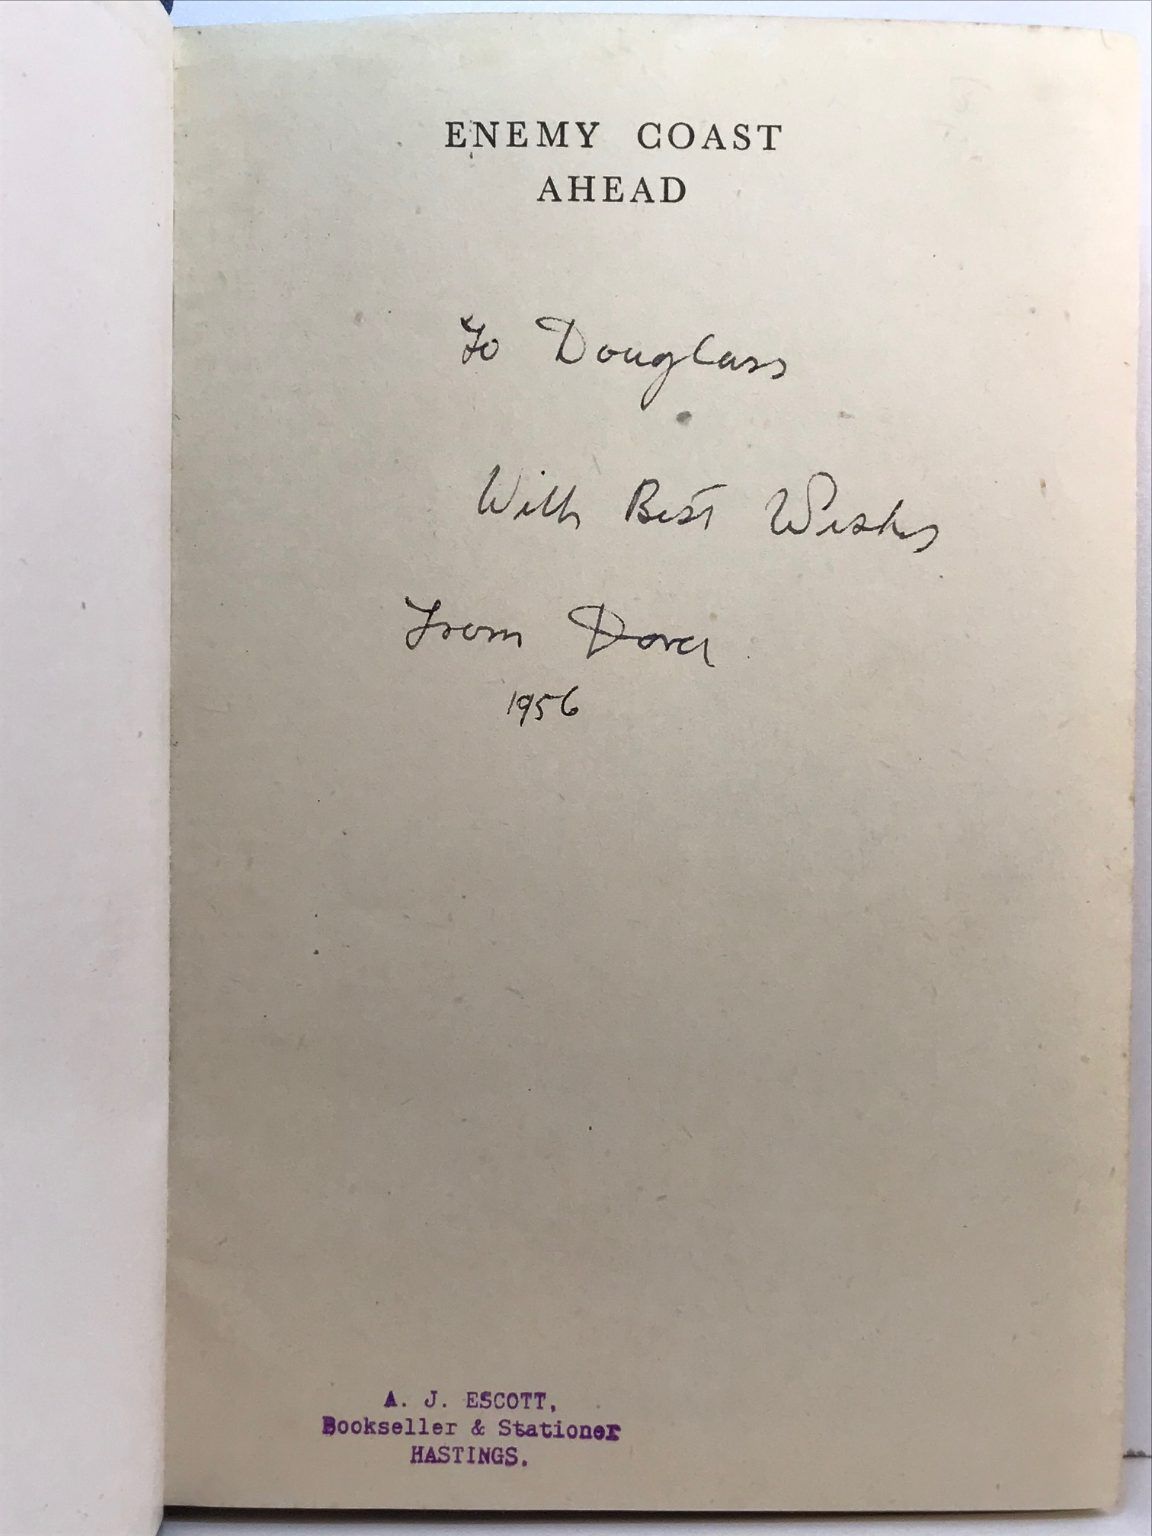 ENEMY COAST
AHEAD
To Douglass
With Best Wishes
From Dora
1956
A. J. ESCOTT,
Bookseller & Stationer
HASTINGS.